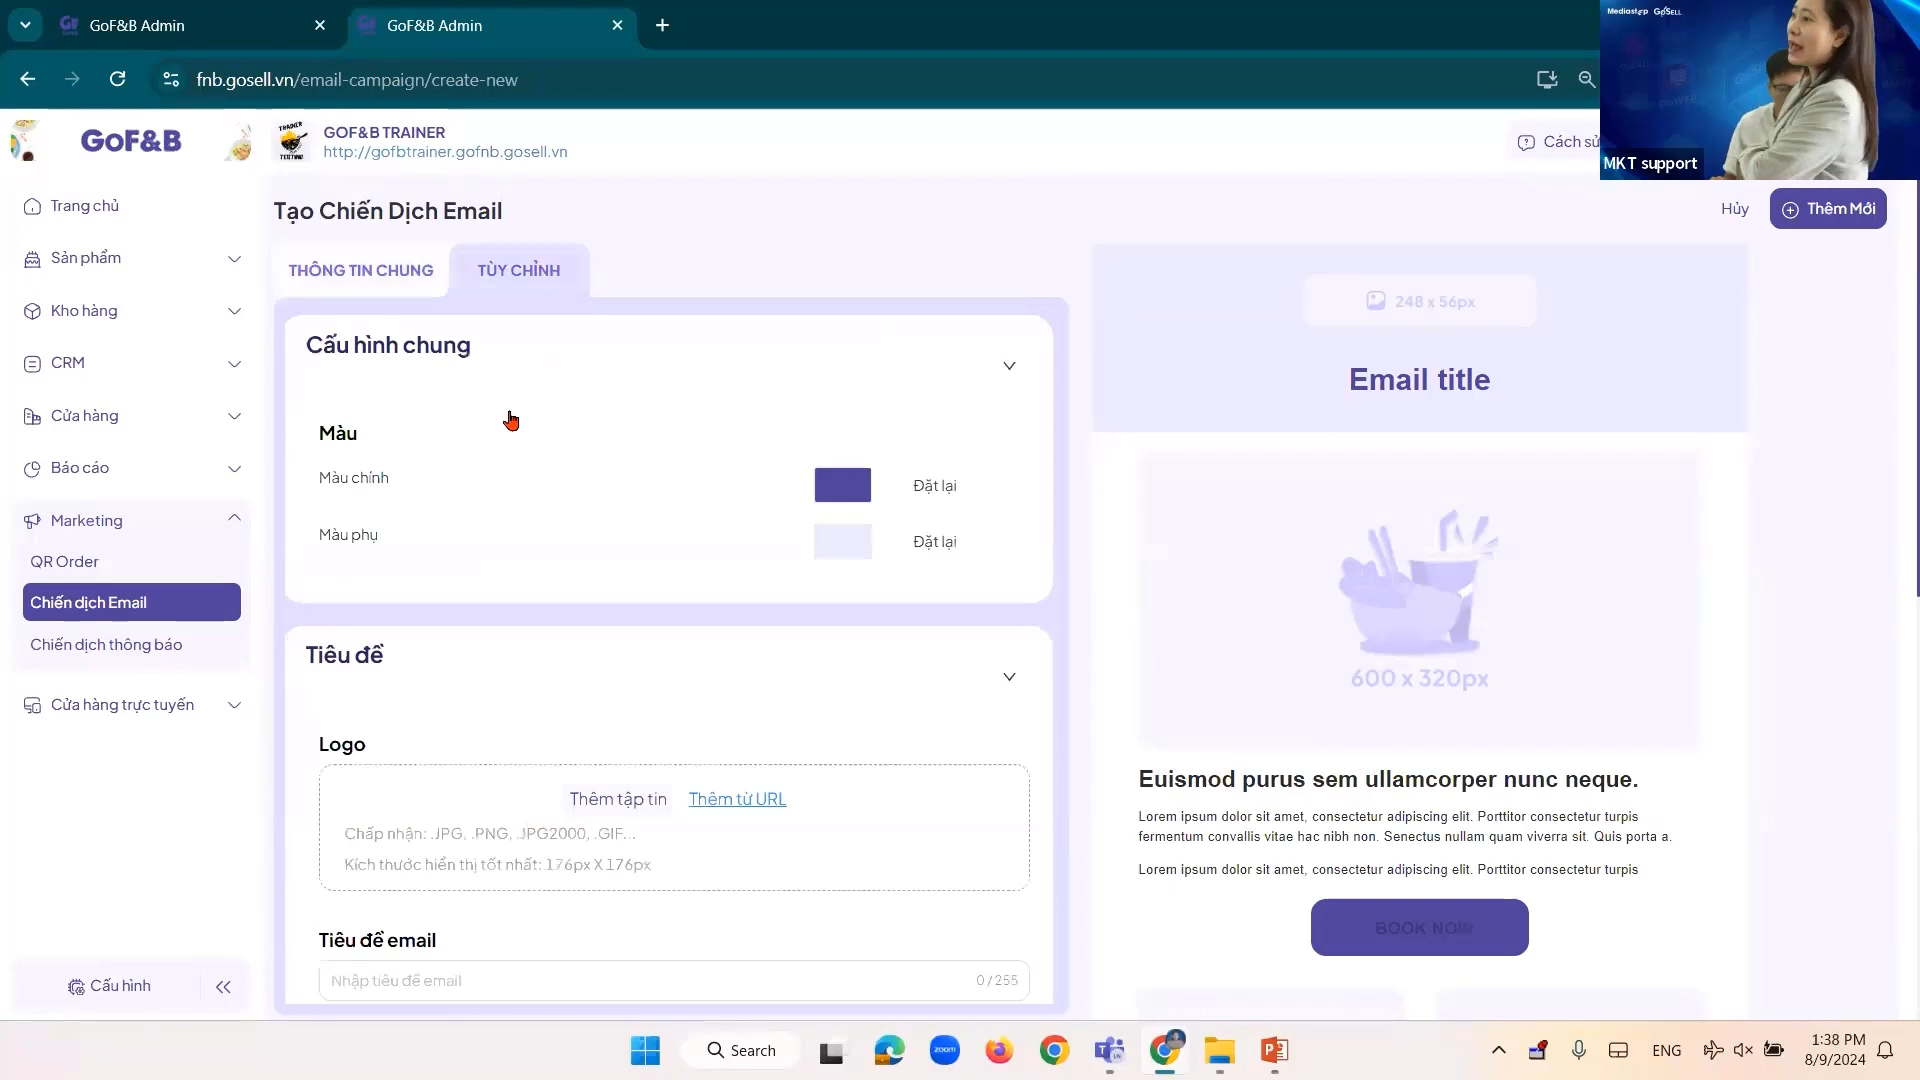 GoF&B Admin
GoF&B Admin
fnb.gosell.vn/email-campaign/create-new
Mediastep GoSELL
MKT support
GoF&B
TRAINER
GOF&B TRAINER
http://gofbtrainer.gofnb.gosell.vn
Cách sử
Trang chủ
Sản phẩm
Kho hàng
CRM
Cửa hàng
Báo cáo
Marketing
QR Order
Chiến dịch Email
Chiến dịch thông báo
Cửa hàng trực tuyến
Cấu hình
Tạo Chiến Dịch Email
Hủy
Thêm Mới
THÔNG TIN CHUNG
TÙY CHỈNH
Cấu hình chung
Màu
Màu chính
Đặt lại
Màu phụ
Đặt lại
Tiêu đề
Logo
Thêm tập tin
Thêm từ URL
Chấp nhận: .JPG, .PNG, .JPG2000, .GIF...
Kích thước hiển thị tốt nhất: 176px X 176px
Tiêu đề email
Nhập tiêu đề email
0 / 255
248 x 56px
Email title
600 x 320px
Euismod purus sem ullamcorper nunc neque.
Lorem ipsum dolor sit amet, consectetur adipiscing elit. Porttitor consectetur turpis
fermentum convallis vitae hac nibh non. Senectus nullam quam viverra sit. Quis porta a.
Lorem ipsum dolor sit amet, consectetur adipiscing elit. Porttitor consectetur turpis
BOOK NOW
Search
zoom
ENG
1:38 PM
8/9/2024